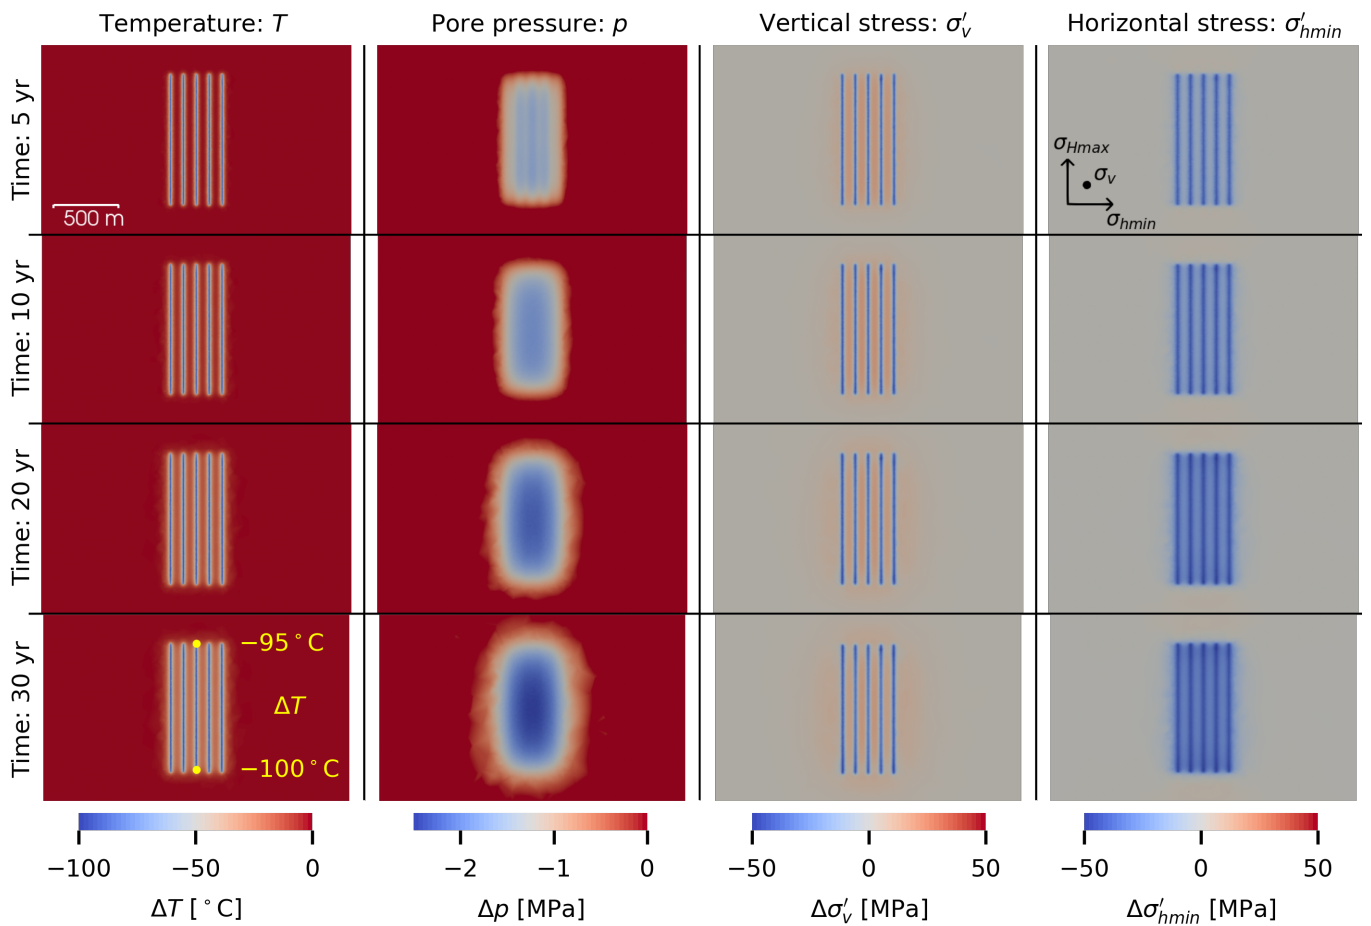 Temperature: T
Pore pressure: p
Vertical stress: σ′v
Horizontal stress: σ′hmin
Time: 5 yr
500 m
σHmax
σv
σhmin
Time: 10 yr
Time: 20 yr
Time: 30 yr
−95°C
ΔT
−100°C
−100 −50 0
−2 −1 0
−50 0 50
−50 0 50
ΔT [°C]
Δp [MPa]
Δσ′v [MPa]
Δσ′hmin [MPa]